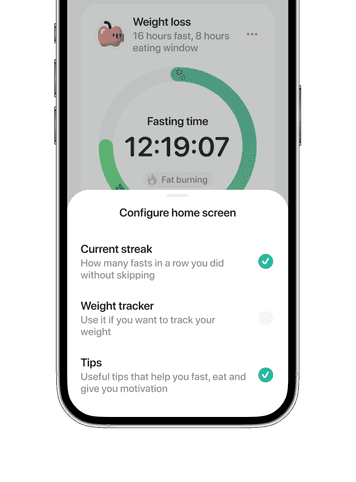 Weight loss
16 hours fast, 8 hours
eating window
Fasting time
12:19:07
Fat burning
Configure home screen
Current streak
How many fasts in a row you did
without skipping
Weight tracker
Use it if you want to track your
weight
Tips
Useful tips that help you fast, eat and
give you motivation